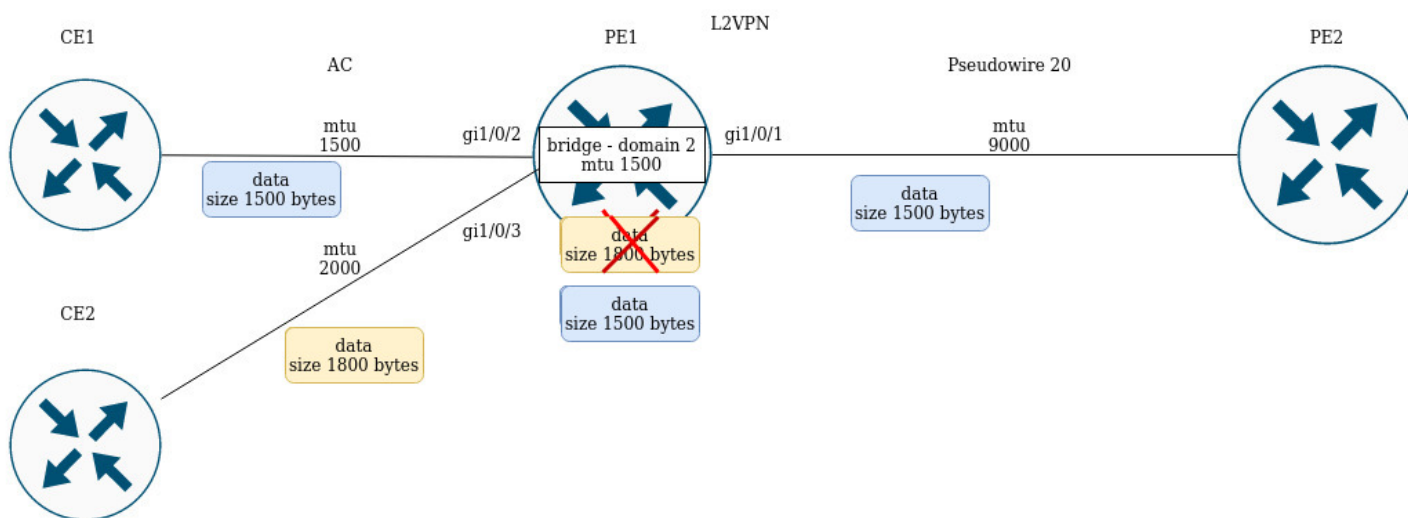 L2VPN
CE1
PE1
PE2
AC
Pseudowire 20
mtu
1500
gi1/0/2
bridge - domain 2
mtu 1500
gi1/0/1
mtu
9000
data
size 1500 bytes
data
size 1500 bytes
gi1/0/3
data
size 1800 bytes
mtu
2000
data
size 1500 bytes
CE2
data
size 1800 bytes